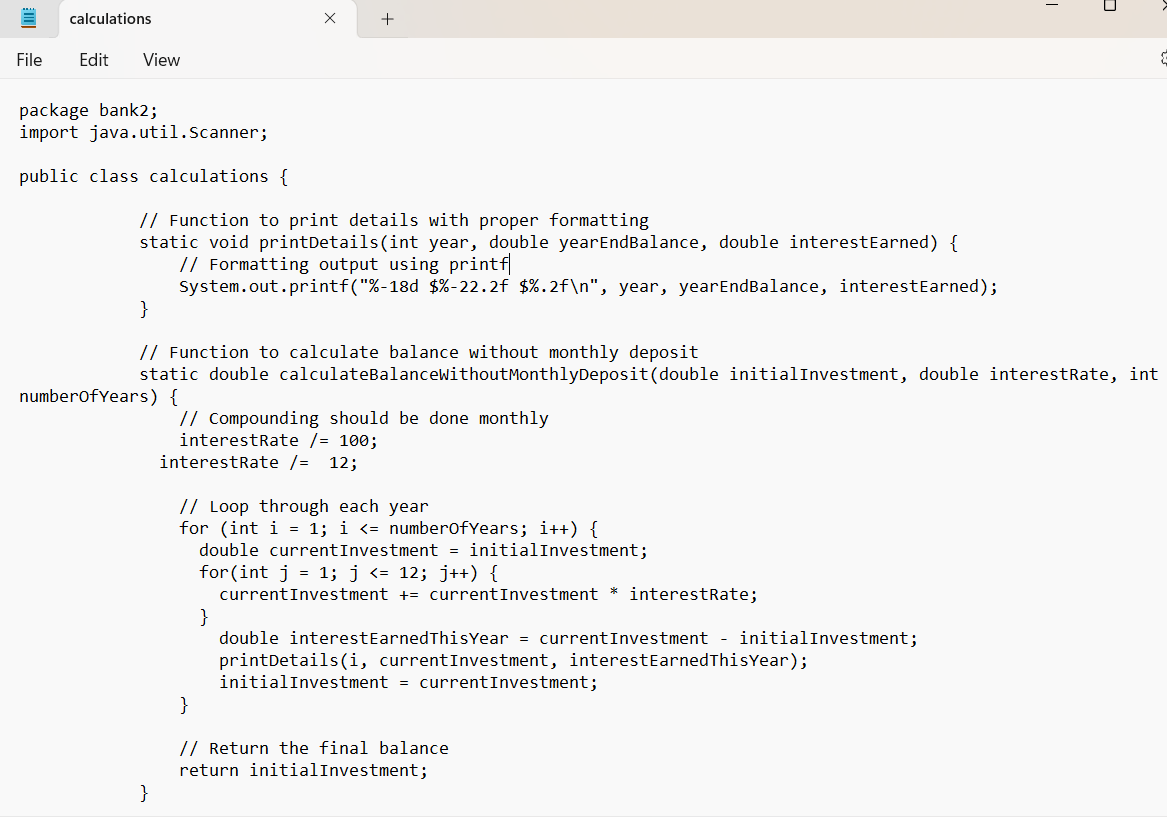 calculations
File Edit View
package bank2;
import java.util.Scanner;
public class calculations {
// Function to print details with proper formatting
static void printDetails(int year, double yearEndBalance, double interestEarned) {
// Formatting output using printf
System.out.printf("%-18d $%-22.2f $%.2f\n", year, yearEndBalance, interestEarned);
}
// Function to calculate balance without monthly deposit
static double calculateBalanceWithoutMonthlyDeposit(double initialInvestment, double interestRate, int
numberOfYears) {
// Compounding should be done monthly
interestRate /= 100;
interestRate /=  12;
// Loop through each year
for (int i = 1; i <= numberOfYears; i++) {
double currentInvestment = initialInvestment;
for(int j = 1; j <= 12; j++) {
currentInvestment += currentInvestment * interestRate;
}
double interestEarnedThisYear = currentInvestment - initialInvestment;
printDetails(i, currentInvestment, interestEarnedThisYear);
initialInvestment = currentInvestment;
}
// Return the final balance
return initialInvestment;
}